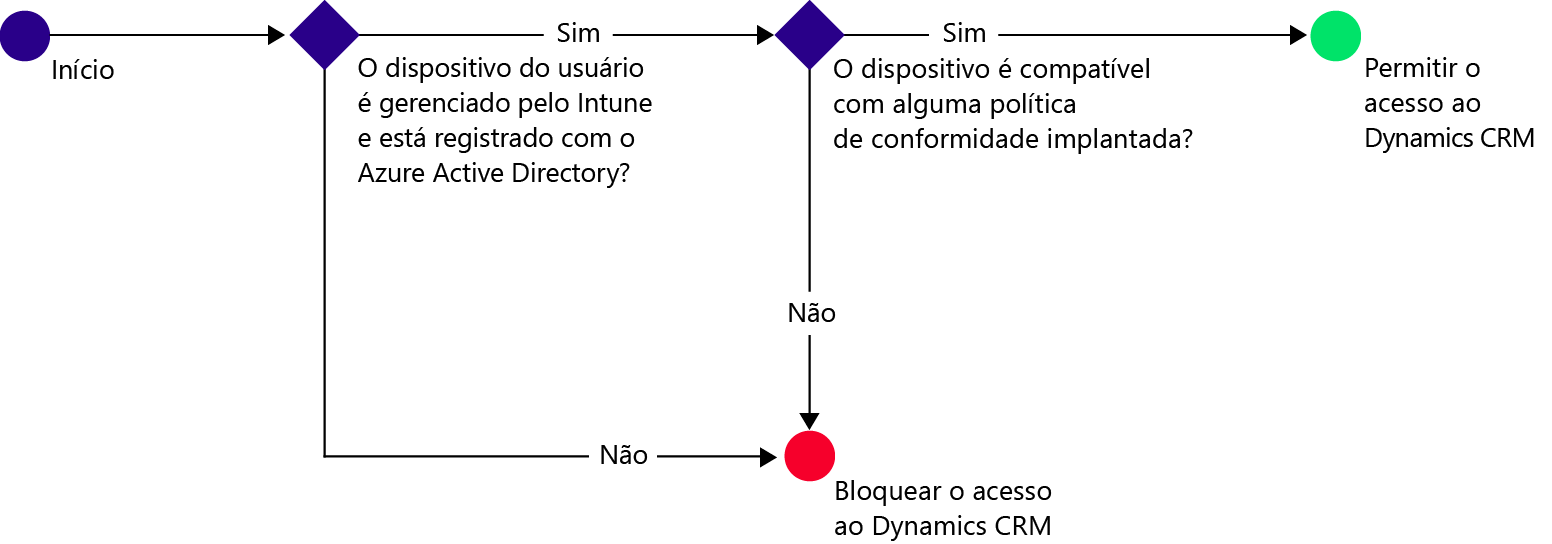 Início
Sim
O dispositivo do usuário
é gerenciado pelo Intune
e está registrado com o
Azure Active Directory?
Sim
O dispositivo é compatível
com alguma política
de conformidade implantada?
Permitir o
acesso ao
Dynamics CRM
Não
Não
Bloquear o acesso
ao Dynamics CRM